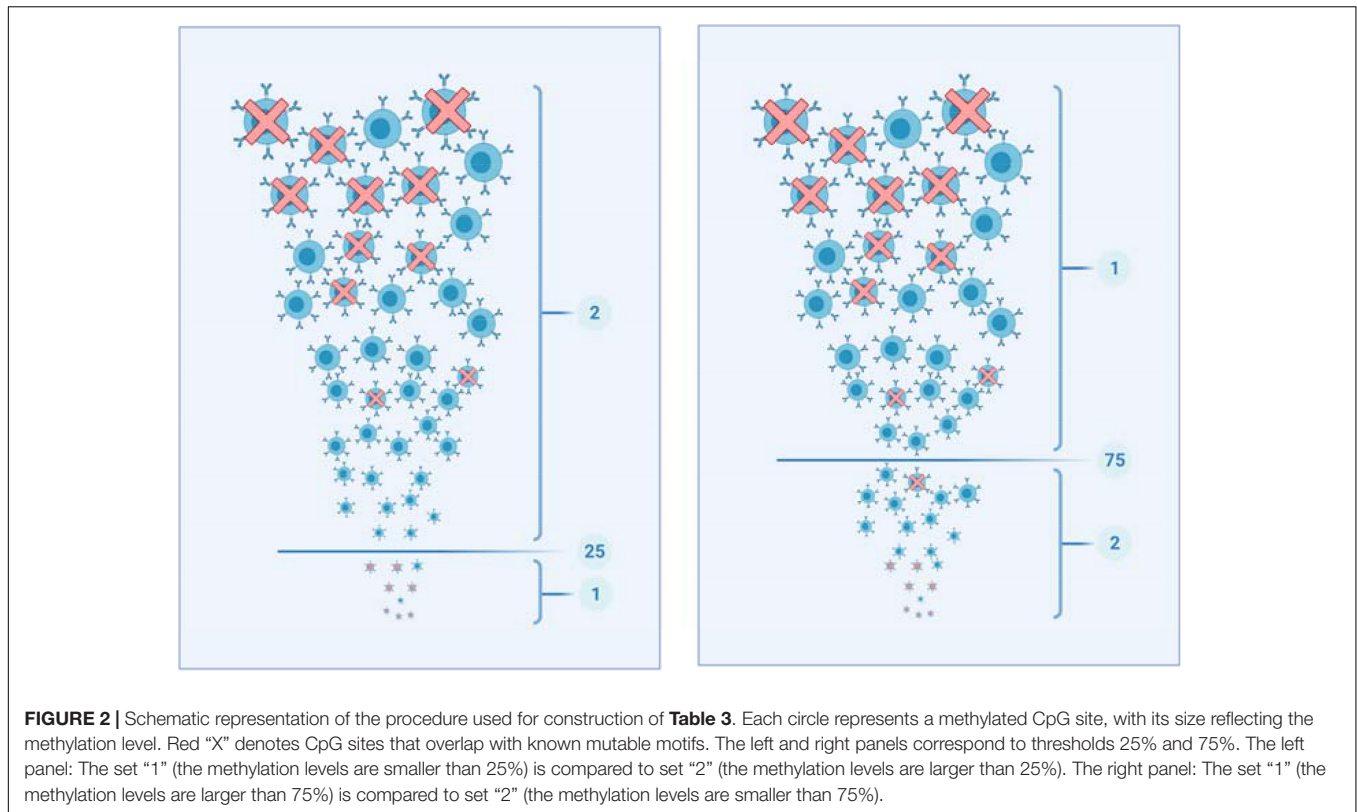 1
2
75
25
2
1
FIGURE 2 | Schematic representation of the procedure used for construction of Table 3. Each circle represents a methylated CpG site, with its size reflecting the
methylation level. Red “X” denotes CpG sites that overlap with known mutable motifs. The left and right panels correspond to thresholds 25% and 75%. The left
panel: The set “1” (the methylation levels are smaller than 25%) is compared to set “2” (the methylation levels are larger than 25%). The right panel: The set “1” (the
methylation levels are larger than 75%) is compared to set “2” (the methylation levels are smaller than 75%).